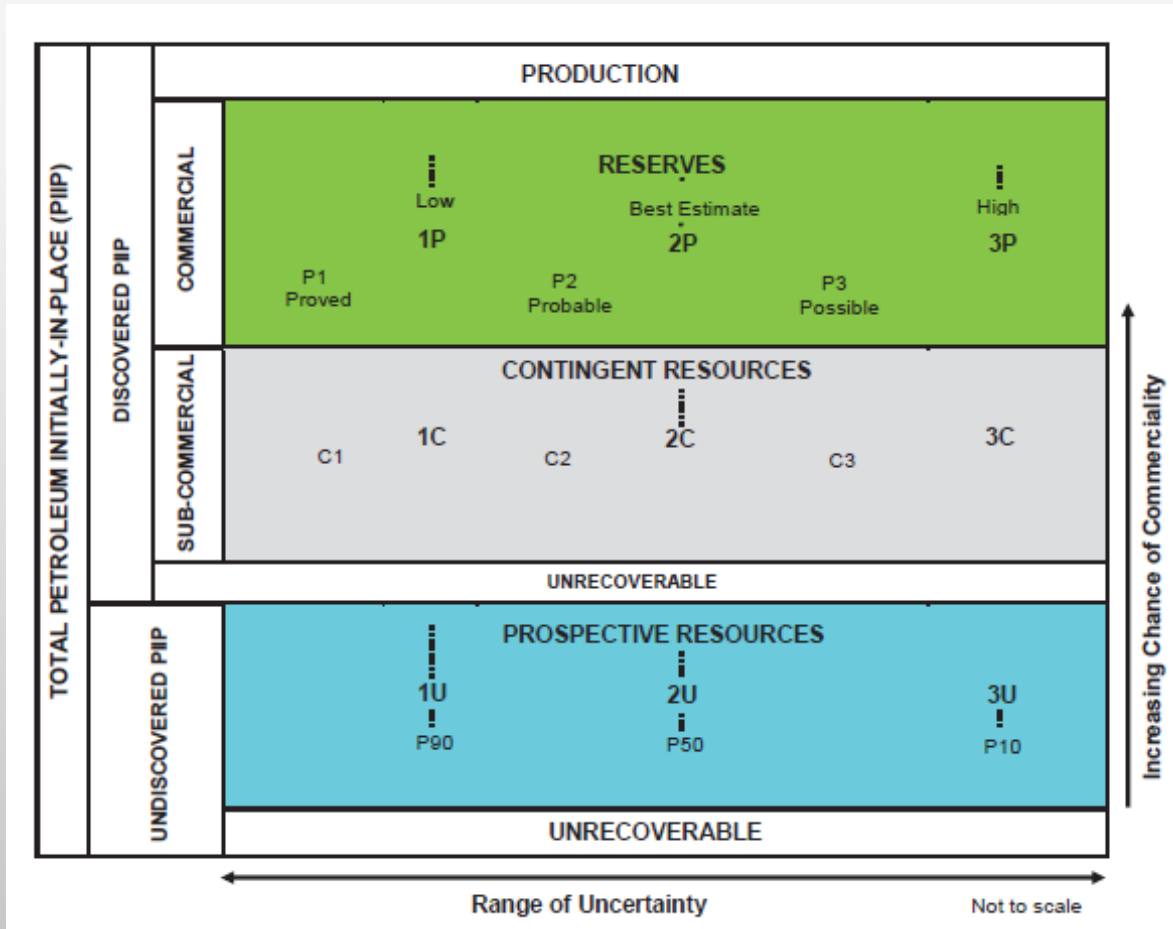 TOTAL PETROLEUM INITIALLY-IN-PLACE (PIIP)
DISCOVERED PIIP
UNDISCOVERED PIIP
COMMERCIAL
SUB-COMMERCIAL
PRODUCTION
RESERVES
Low
Best Estimate
High
1P
2P
3P
P1
Proved
P2
Probable
P3
Possible
CONTINGENT RESOURCES
1C
2C
3C
C1
C2
C3
UNRECOVERABLE
PROSPECTIVE RESOURCES
1U
2U
3U
P90
P50
P10
UNRECOVERABLE
Increasing Chance of Commerciality
Range of Uncertainty
Not to scale